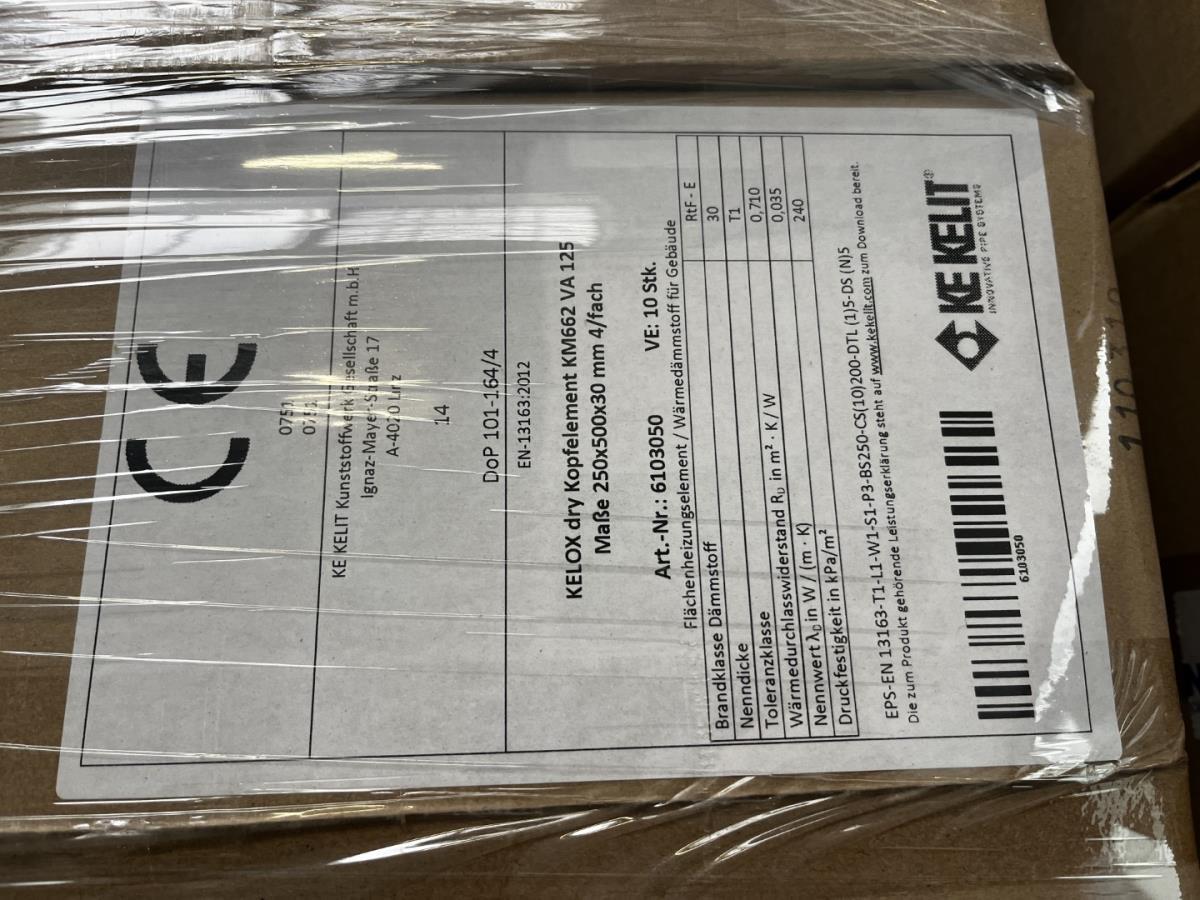 CE
0751
0751
KE KELIT Kunststoffwerk Gesellschaft m.b.H
Ignaz-Mayer-Straße 17
A-4020 Linz
14
DoP 101-164/4
EN-13163:2012
KELOX dry Kopfelement KM662 VA 125
Maße 250x500x30 mm 4/fach
Art.-Nr.: 6103050 VE: 10 Stk.
Flächenheizungselement / Wärmedämmstoff für Gebäude
Brandklasse Dämmstoff RtF - E
Nenndicke 30
Toleranzklasse T1
Wärmedurchlasswiderstand RD in m² · K / W 0,710
Nennwert λD in W / (m · K) 0,035
Druckfestigkeit in kPa/m² 240
EPS-EN 13163-T1-L1-W1-S1-P3-BS250-CS(10)200-DTL (1)5-DS (N)5
Die zum Produkt gehörende Leistungserklärung steht auf www.kekelit.com zum Download bereit.
6103050
KE KELIT®
INNOVATIVE PIPE SYSTEMS